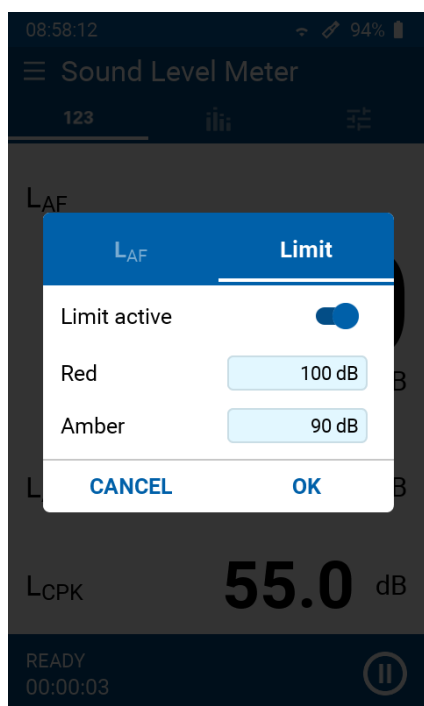 08:58:12 94%
Sound Level Meter
123
LAF
LAF Limit
Limit active
Red 100 dB
B
Amber 90 dB
CANCEL OK
L B
LCPK 55.0 dB
READY
00:00:03